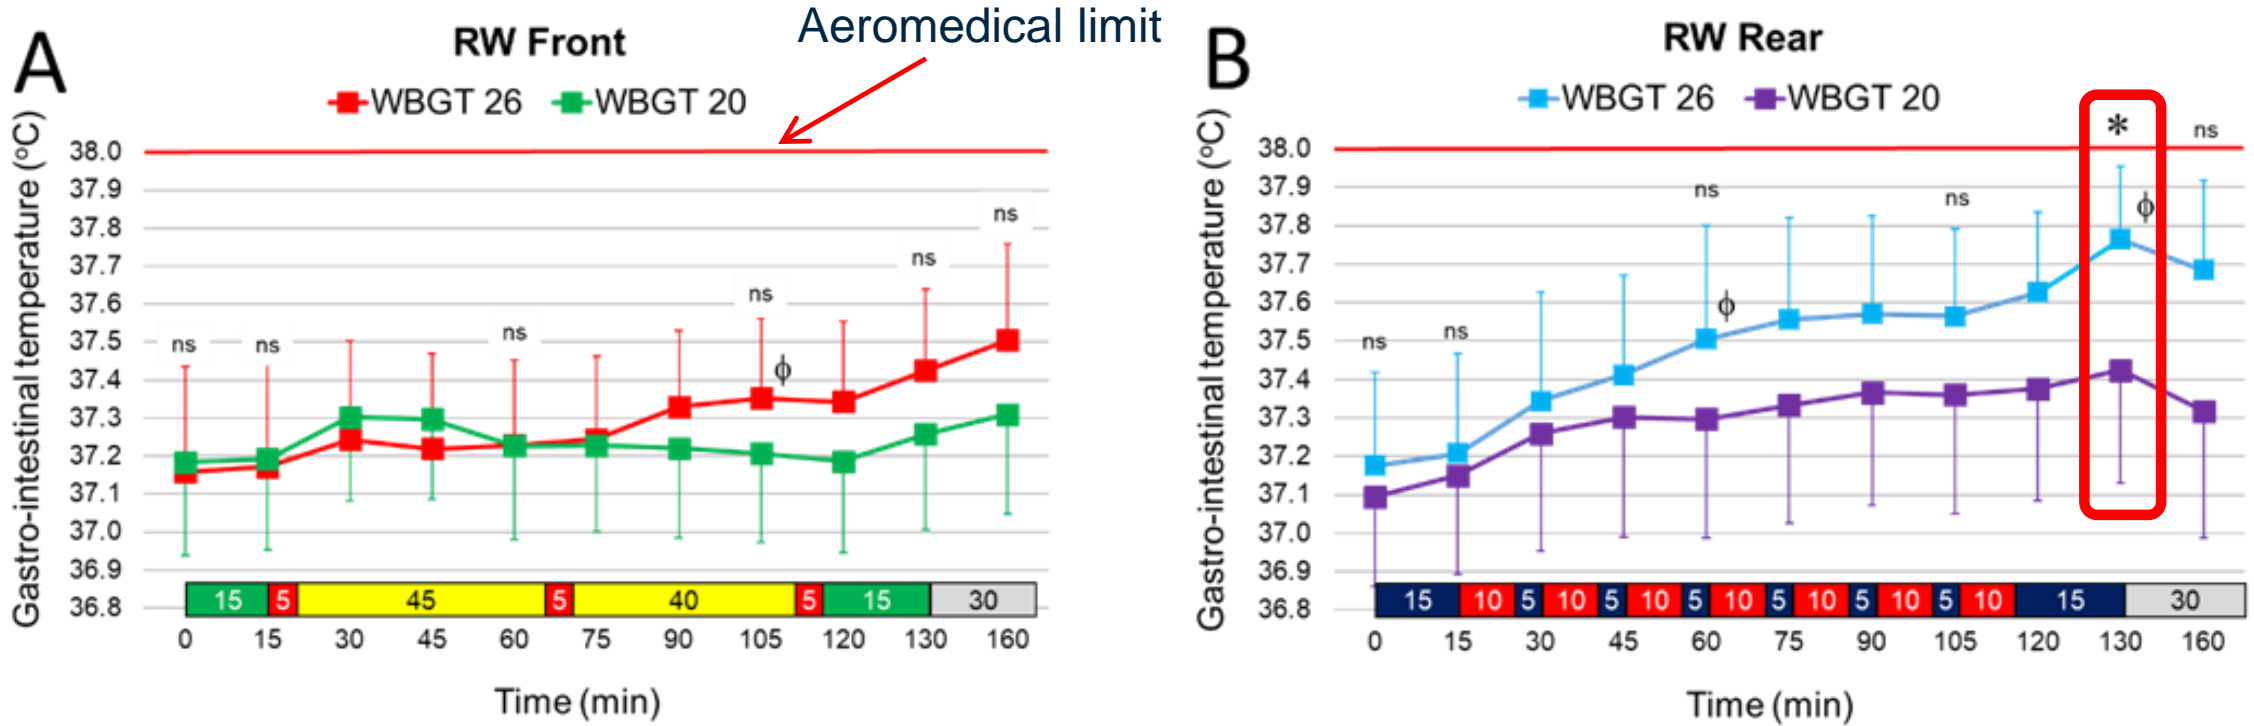 A
RW Front
Aeromedical limit
WBGT 26
WBGT 20
Gastro-intestinal temperature (ºC)
38.0
37.9
37.8
37.7
37.6
37.5
37.4
37.3
37.2
37.1
37.0
36.9
36.8
ns
ns
ns
ns
ϕ
ns
ns
15 5 45 5 40 5 15 30
0 15 30 45 60 75 90 105 120 130 160
Time (min)
B
RW Rear
WBGT 26
WBGT 20
Gastro-intestinal temperature (ºC)
38.0
37.9
37.8
37.7
37.6
37.5
37.4
37.3
37.2
37.1
37.0
36.9
36.8
ns
ns
ns
ϕ
ns
*
ϕ
ns
15 10 5 10 5 10 5 10 5 10 5 10 5 10 15 30
0 15 30 45 60 75 90 105 120 130 160
Time (min)